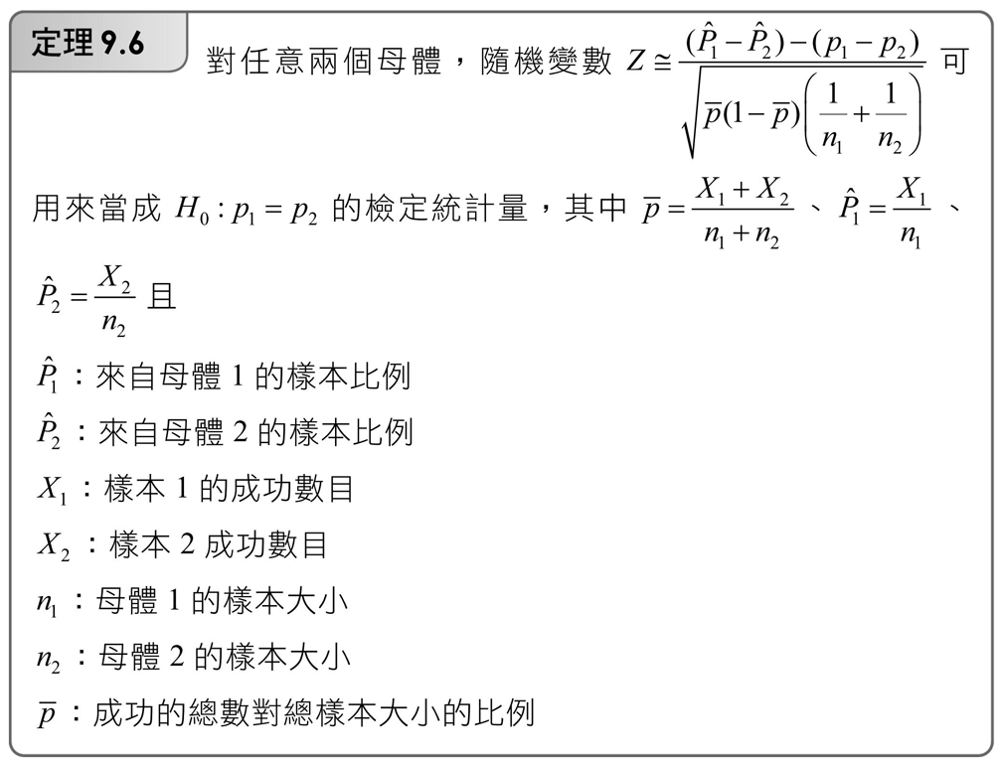 定理 9.6
對任意兩個母體,隨機變數 $Z \cong \dfrac{(\hat{P}_1 - \hat{P}_2) - (p_1 - p_2)}{\sqrt{\overline{p}(1 - \overline{p})\left(\dfrac{1}{n_1} + \dfrac{1}{n_2}\right)}}$ 可
用來當成 $H_0 : p_1 = p_2$ 的檢定統計量,其中 $\overline{p} = \dfrac{X_1 + X_2}{n_1 + n_2}$、$\hat{P}_1 = \dfrac{X_1}{n_1}$、
$\hat{P}_2 = \dfrac{X_2}{n_2}$ 且
$\hat{P}_1$:來自母體 1 的樣本比例
$\hat{P}_2$:來自母體 2 的樣本比例
$X_1$:樣本 1 的成功數目
$X_2$:樣本 2 成功數目
$n_1$:母體 1 的樣本大小
$n_2$:母體 2 的樣本大小
$\overline{p}$:成功的總數對總樣本大小的比例